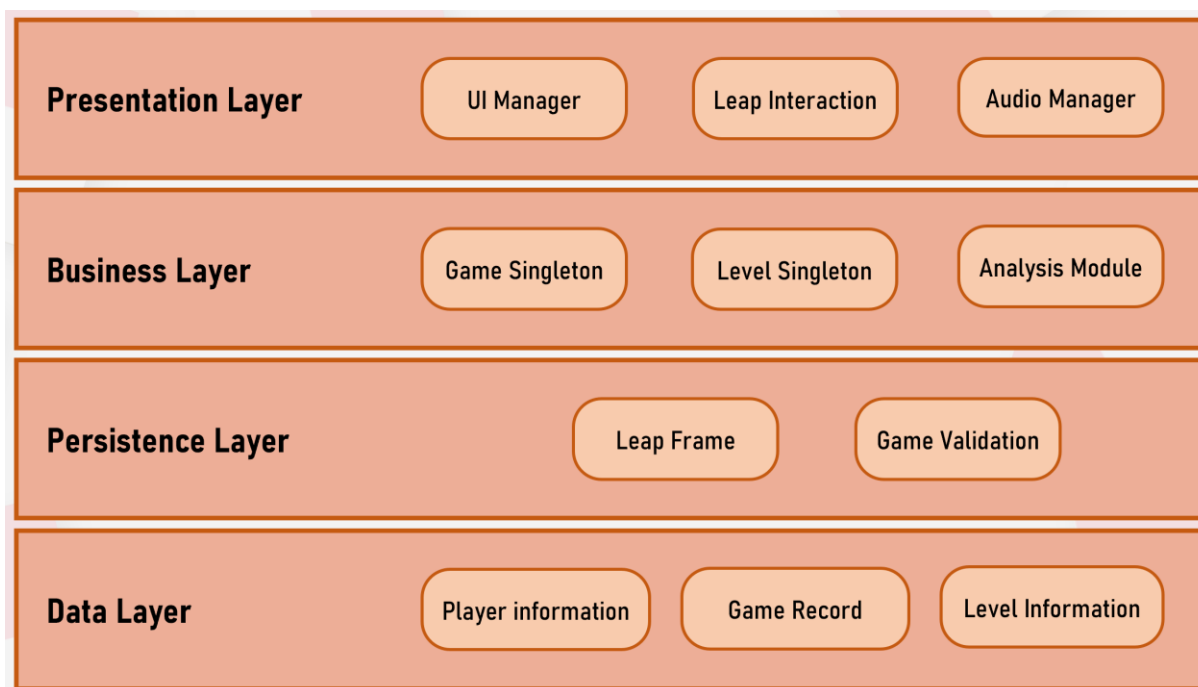 Presentation Layer
UI Manager
Leap Interaction
Audio Manager
Business Layer
Game Singleton
Level Singleton
Analysis Module
Persistence Layer
Leap Frame
Game Validation
Data Layer
Player information
Game Record
Level Information